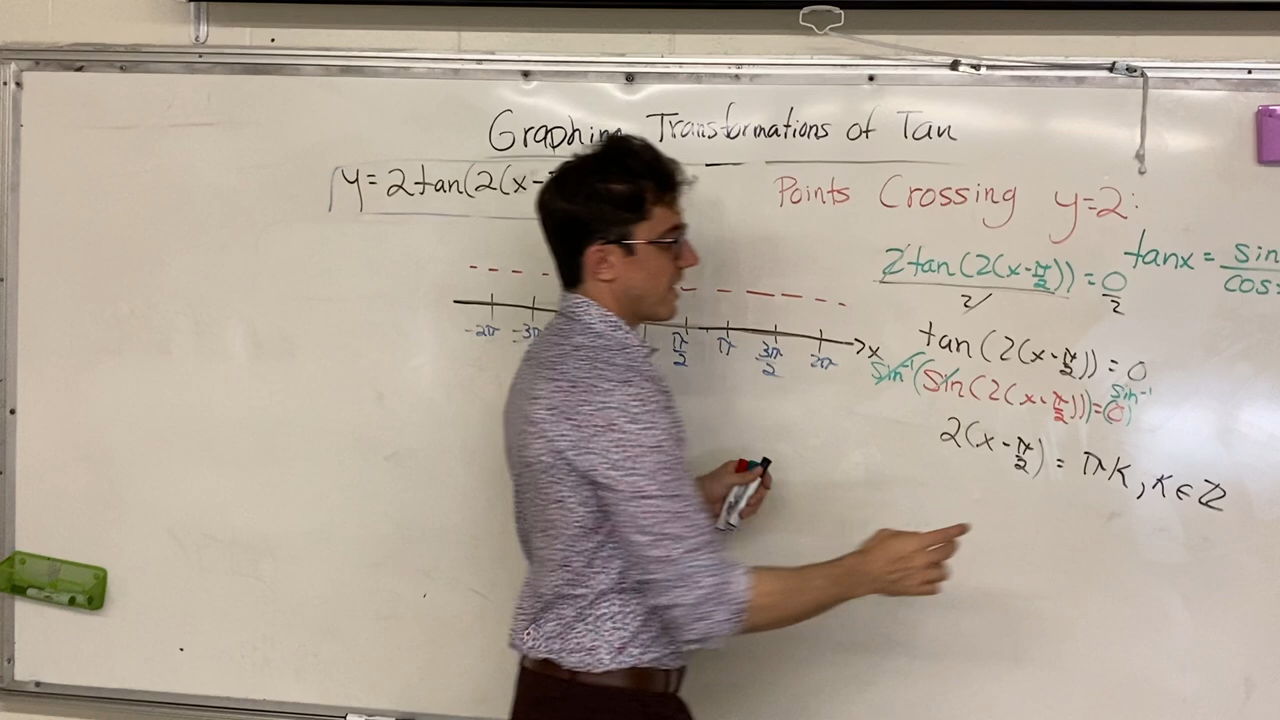 Graphing Transformations of Tan
y=2tan(2(x-
Points Crossing y=2:
2tan(2(x-π/2))/2 = 0/2
tanx = sin/cos
tan(2(x-π/2))=0
sin⁻¹(sin(2(x-π/2)))=sin⁻¹(0)
2(x-π/2) = πK, K∈ℤ
-2π -3π π/2 π 3π/2 2π x